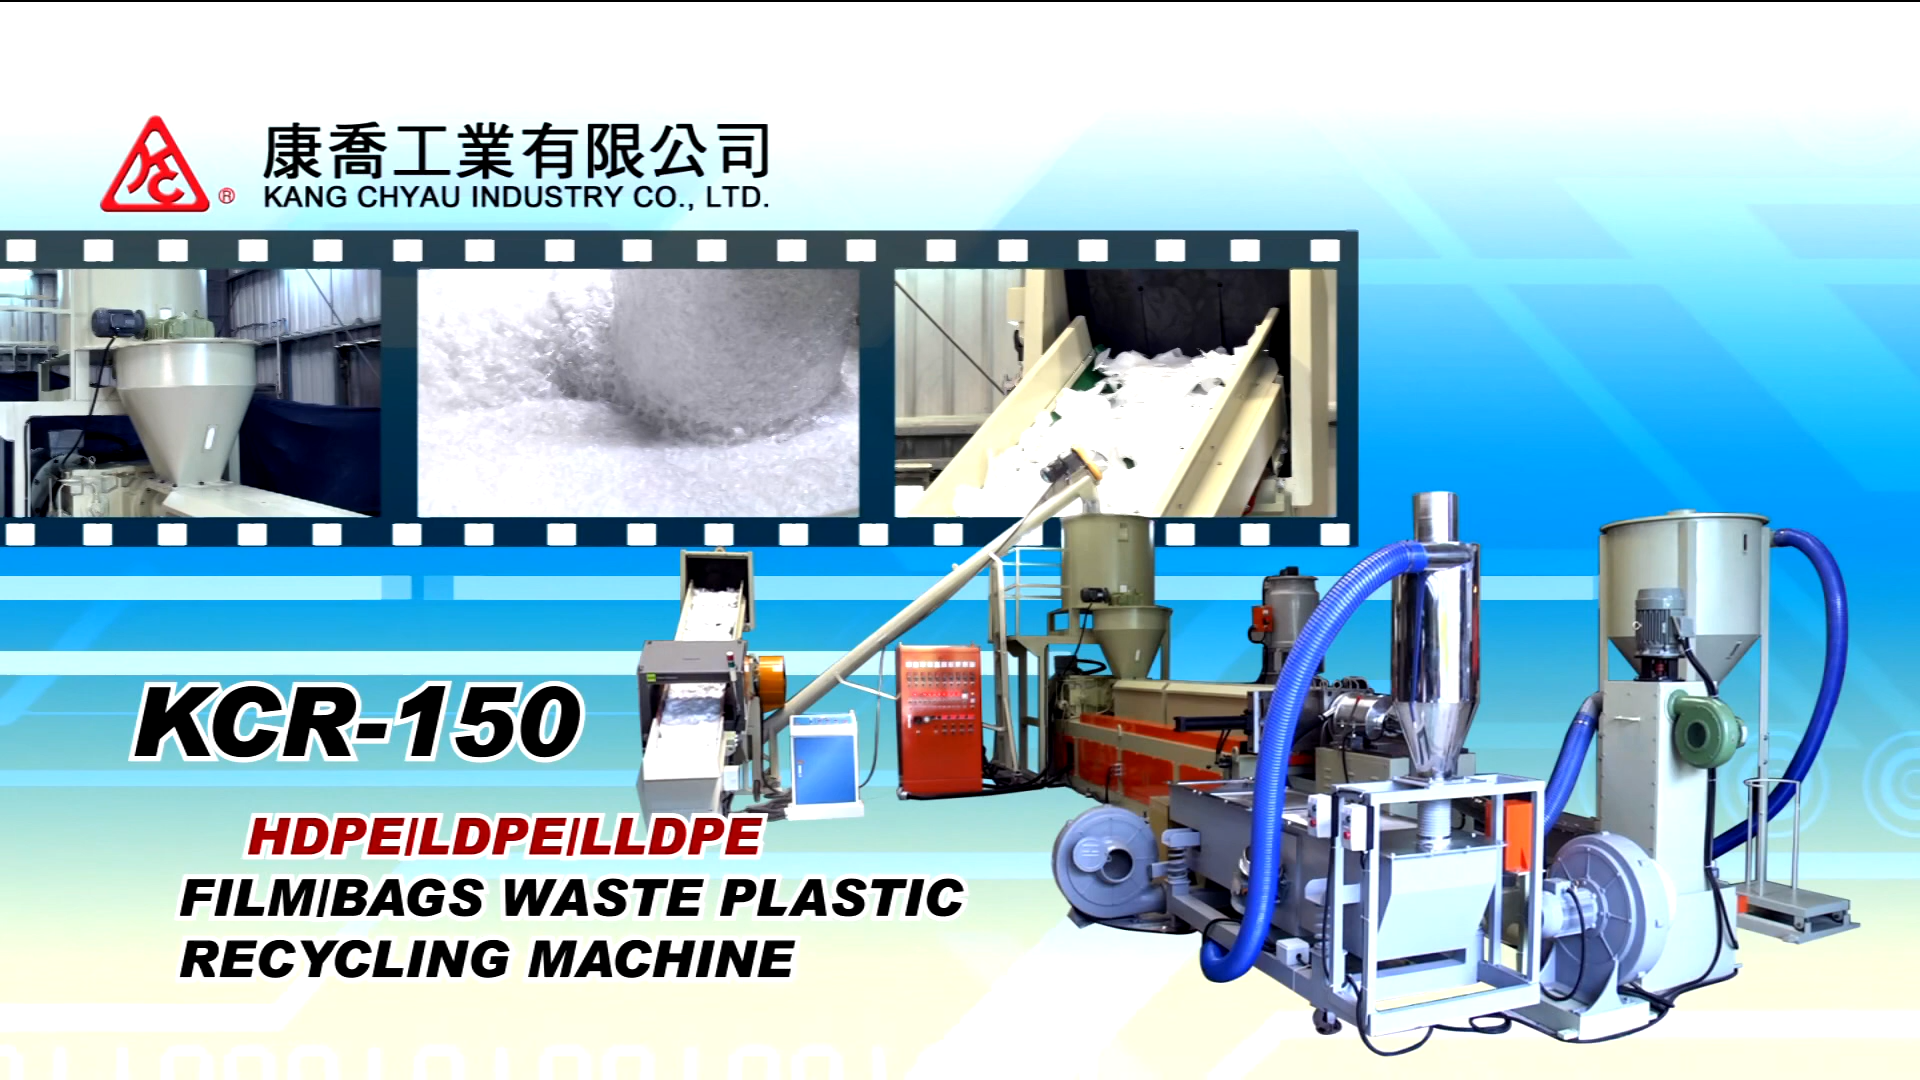 KC®
康喬工業有限公司
KANG CHYAU INDUSTRY CO., LTD.
KCR-150
HDPE/LDPE/LLDPE
FILM/BAGS WASTE PLASTIC
RECYCLING MACHINE